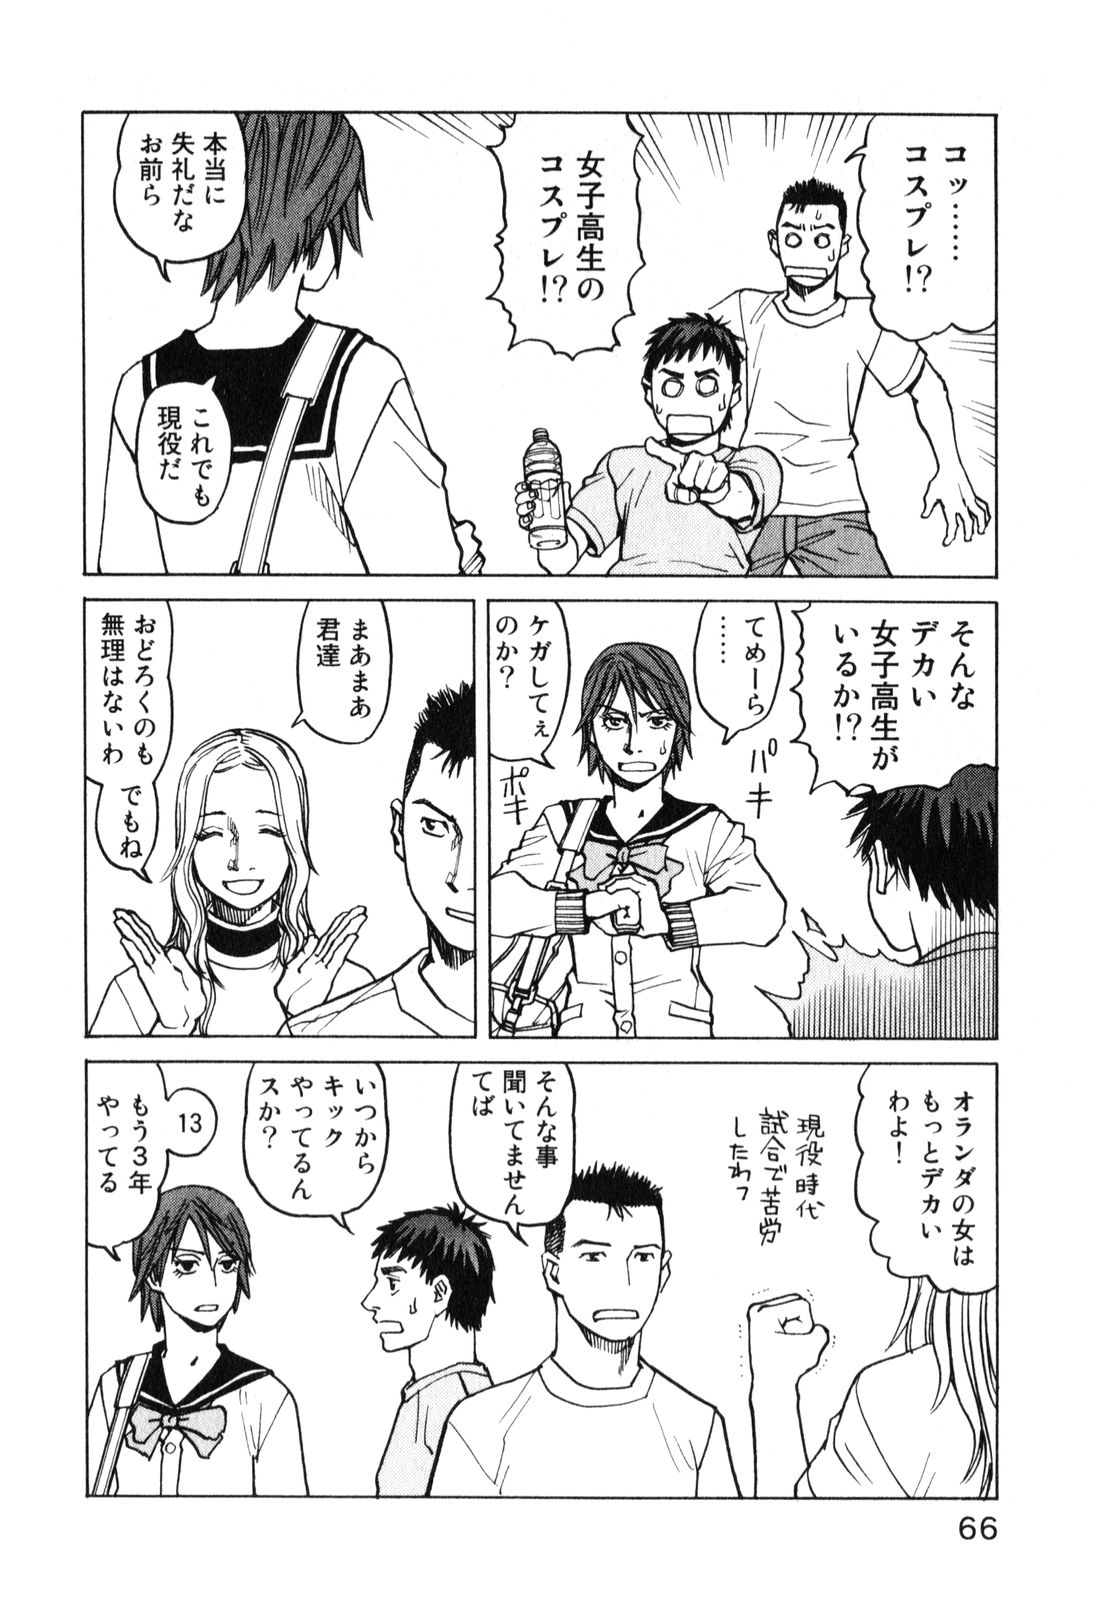 コッ……
コスプレ!?
女子高生の
コスプレ!?
本当に
失礼だな
お前ら
これでも
現役だ
そんな
デカい
女子高生が
いるか!?
てめーら
……
ケガしてぇ
のか?
パキ
ポキ
まあまあ
君達
おどろくのも
無理はないわ
でもね
オランダの女は
もっとデカい
わよ!
現役時代
試合で苦労
したわっ
そんな事
聞いてません
てば
いつから
キック
やってるん
スか?
13
もう3年
やってる
66